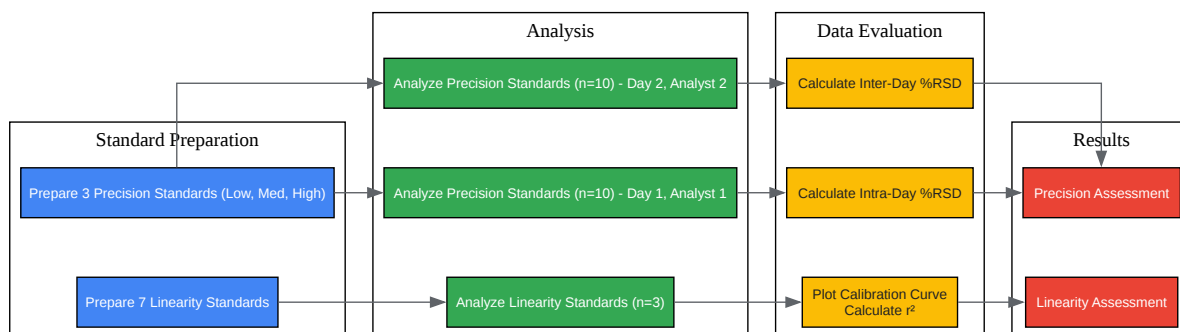 Analysis
Data Evaluation
Analyze Precision Standards (n=10) - Day 2, Analyst 2
Calculate Inter-Day %RSD
Standard Preparation
Results
Prepare 3 Precision Standards (Low, Med, High)
Analyze Precision Standards (n=10) - Day 1, Analyst 1
Calculate Intra-Day %RSD
Precision Assessment
Prepare 7 Linearity Standards
Analyze Linearity Standards (n=3)
Plot Calibration Curve
Calculate r²
Linearity Assessment